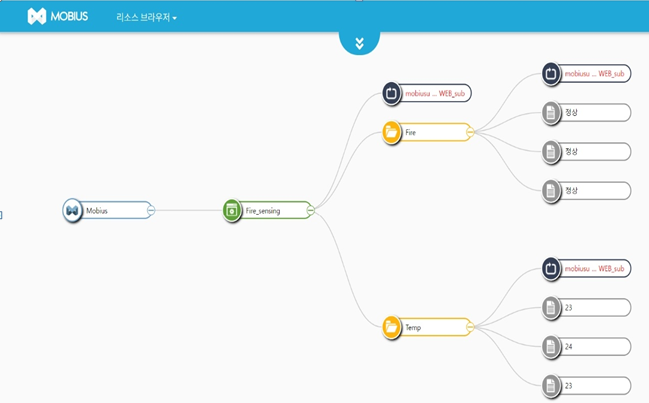 MOBIUS
리소스 브라우저
mobiusu ... WEB_sub
mobiusu ... WEB_sub
정상
Fire
정상
정상
Mobius
Fire_sensing
mobiusu ... WEB_sub
23
Temp
24
23